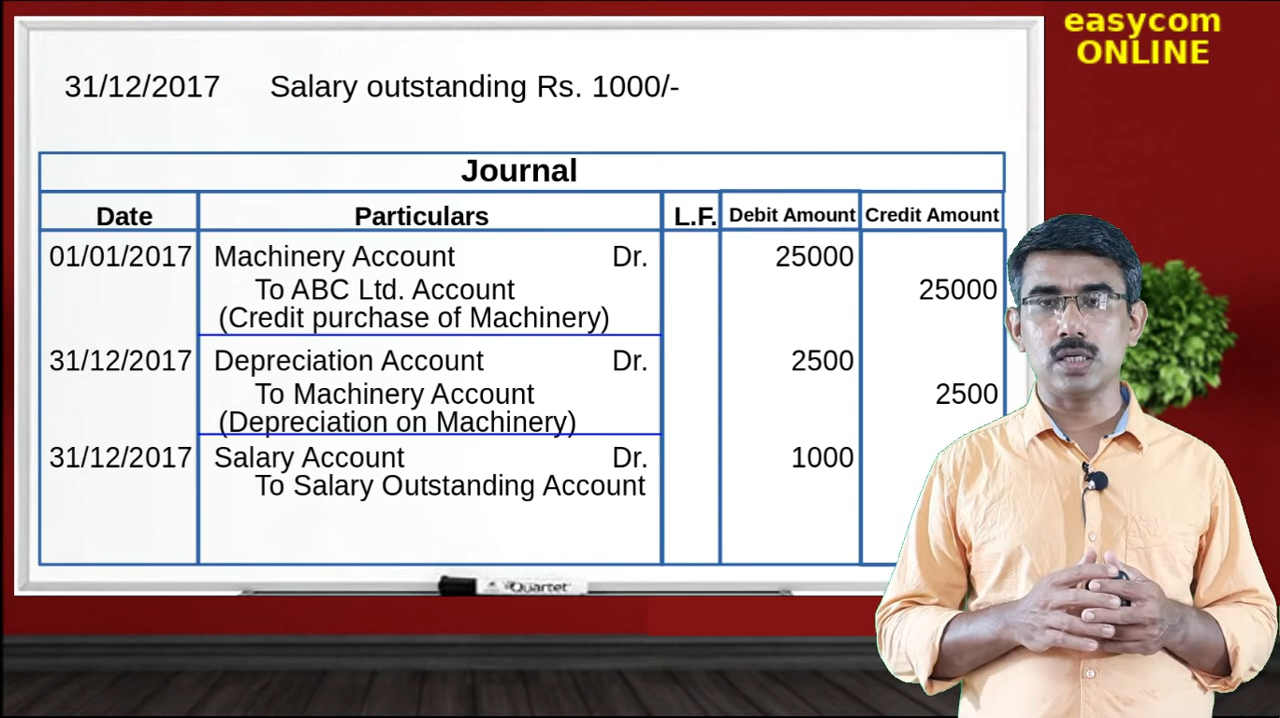 easycom
ONLINE
31/12/2017 Salary outstanding Rs. 1000/-
Journal
Date Particulars L.F. Debit Amount Credit Amount
01/01/2017 Machinery Account Dr. 25000
To ABC Ltd. Account 25000
(Credit purchase of Machinery)
31/12/2017 Depreciation Account Dr. 2500
To Machinery Account 2500
(Depreciation on Machinery)
31/12/2017 Salary Account Dr. 1000
To Salary Outstanding Account
Quartet